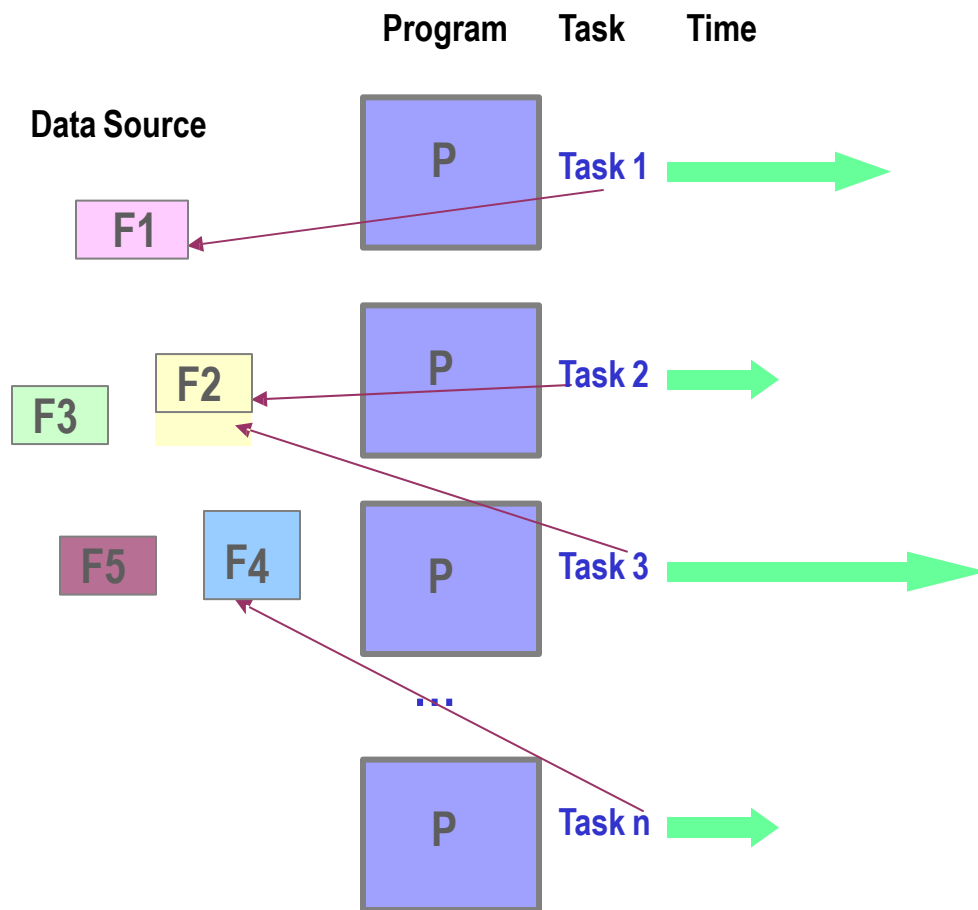 Program Task Time
Data Source
P Task 1
F1
P Task 2
F2
F3
P Task 3
F5 F4
...
P Task n